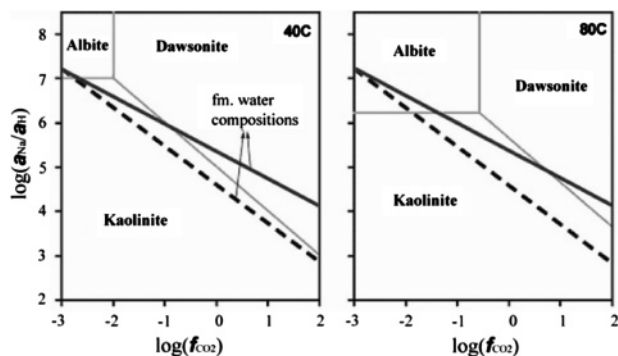 40C
Albite
Dawsonite
fm. water
compositions
Kaolinite
log(aNa/aH)
8
7
6
5
4
3
2
-3
-2
-1
0
1
2
log(fCO2)
80C
Albite
Dawsonite
Kaolinite
-3
-2
-1
0
1
2
log(fCO2)